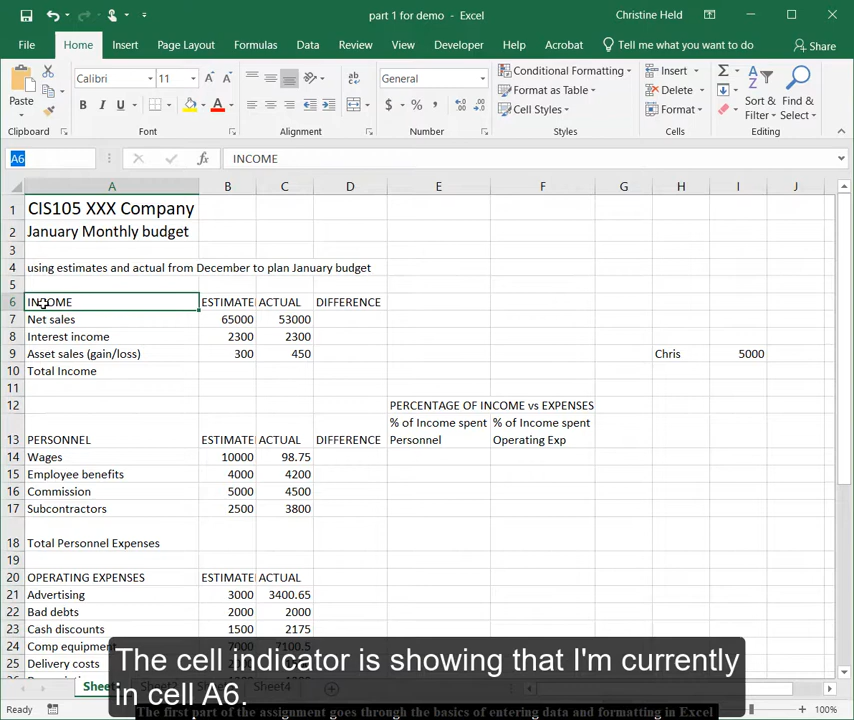 part 1 for demo - Excel
Christine Held
File Home Insert Page Layout Formulas Data Review View Developer Help Acrobat Tell me what you want to do Share
Paste
Calibri 11
B I U
A A
ab
General
$ % ,
Conditional Formatting
Format as Table
Cell Styles
Insert
Delete
Format
Sort & Filter
Find & Select
Clipboard Font Alignment Number Styles Cells Editing
A6 fx INCOME
A B C D E F G H I J
1 CIS105 XXX Company
2 January Monthly budget
3
4 using estimates and actual from December to plan January budget
5
6 INCOME ESTIMATE ACTUAL DIFFERENCE
7 Net sales 65000 53000
8 Interest income 2300 2300
9 Asset sales (gain/loss) 300 450 Chris 5000
10 Total Income
11
12 PERCENTAGE OF INCOME vs EXPENSES
% of Income spent % of Income spent
13 PERSONNEL ESTIMATE ACTUAL DIFFERENCE Personnel Operating Exp
14 Wages 10000 98.75
15 Employee benefits 4000 4200
16 Commission 5000 4500
17 Subcontractors 2500 3800
18 Total Personnel Expenses
19
20 OPERATING EXPENSES ESTIMATE ACTUAL
21 Advertising 3000 3400.65
22 Bad debts 2000 2000
23 Cash discounts 1500 2175
24 Comp equipment 7000 7100.5
25 Delivery costs
The cell indicator is showing that I'm currently
in cell A6.
Sheet4
Ready
100%
The first part of the assignment goes through the basics of entering data and formatting in Excel